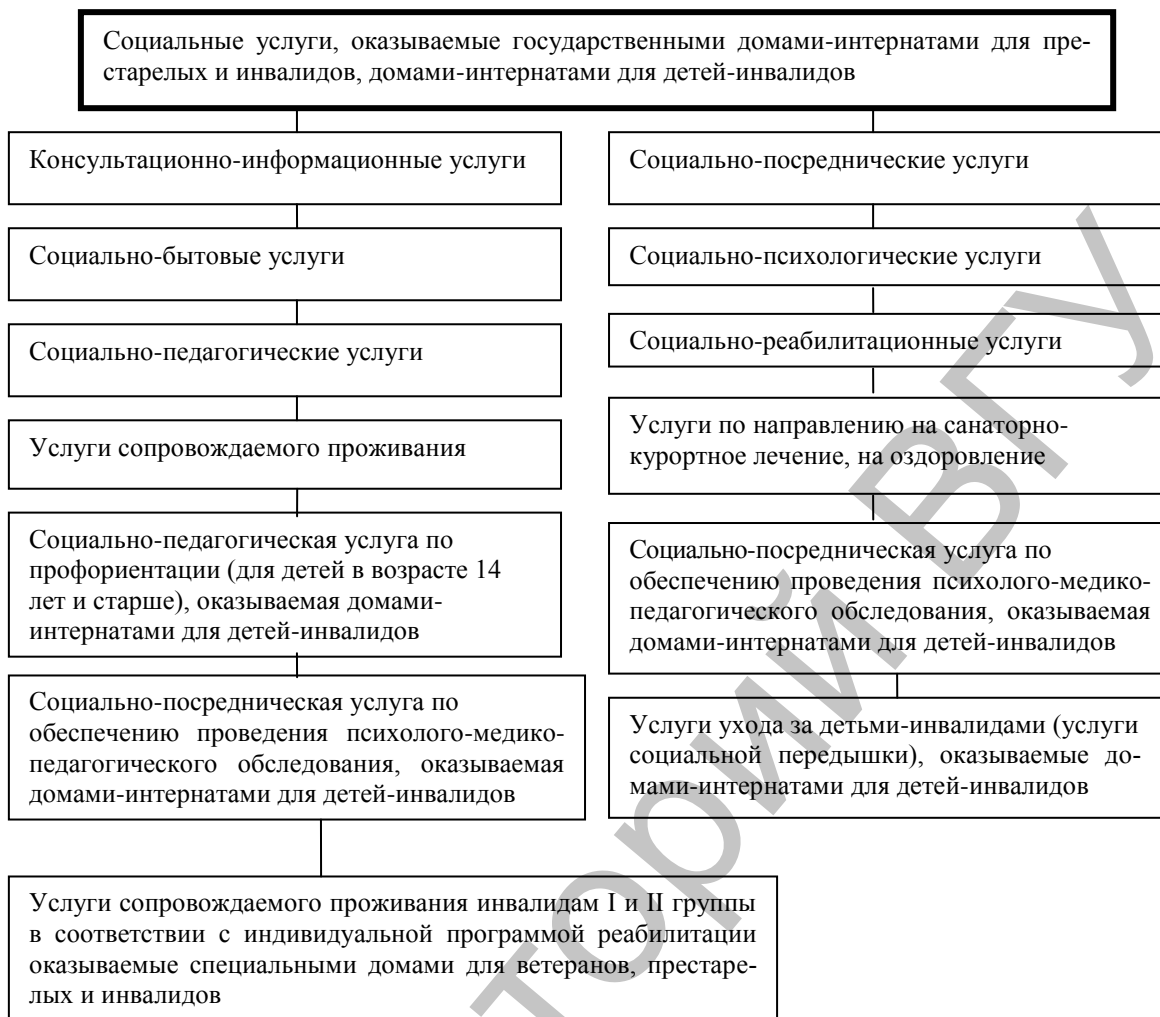 Социальные услуги, оказываемые государственными домами-интернатами для пре-
старелых и инвалидов, домами-интернатами для детей-инвалидов
Консультационно-информационные услуги
Социально-бытовые услуги
Социально-педагогические услуги
Услуги сопровождаемого проживания
Социально-педагогическая услуга по
профориентации (для детей в возрасте 14
лет и старше), оказываемая домами-
интернатами для детей-инвалидов
Социально-посредническая услуга по
обеспечению проведения психолого-медико-
педагогического обследования, оказываемая
домами-интернатами для детей-инвалидов
Услуги сопровождаемого проживания инвалидам I и II группы
в соответствии с индивидуальной программой реабилитации
оказываемые специальными домами для ветеранов, престаре-
лых и инвалидов
Социально-посреднические услуги
Социально-психологические услуги
Социально-реабилитационные услуги
Услуги по направлению на санаторно-
курортное лечение, на оздоровление
Социально-посредническая услуга по
обеспечению проведения психолого-медико-
педагогического обследования, оказываемая
домами-интернатами для детей-инвалидов
Услуги ухода за детьми-инвалидами (услуги
социальной передышки), оказываемые до-
мами-интернатами для детей-инвалидов
торий ВГУ